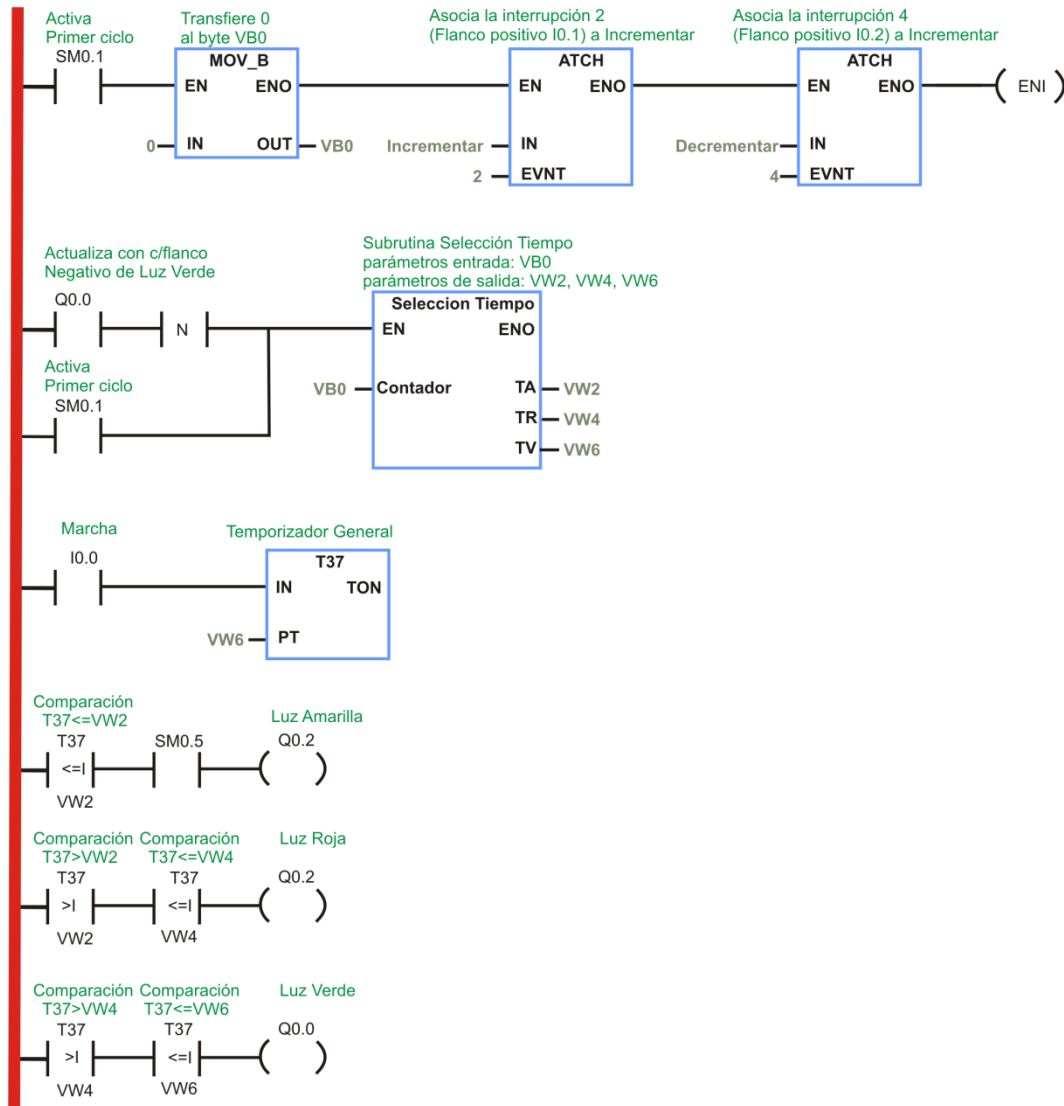 Activa
Primer ciclo
SM0.1
Transfiere 0
al byte VB0
MOV_B
EN ENO
0 IN OUT VB0
Asocia la interrupción 2
(Flanco positivo I0.1) a Incrementar
ATCH
EN ENO
Incrementar IN
2 EVNT
Asocia la interrupción 4
(Flanco positivo I0.2) a Incrementar
ATCH
EN ENO
Decrementar IN
4 EVNT
ENI
Actualiza con c/flanco
Negativo de Luz Verde
Q0.0
N
Activa
Primer ciclo
SM0.1
Subrutina Selección Tiempo
parámetros entrada: VB0
parámetros de salida: VW2, VW4, VW6
Seleccion Tiempo
EN ENO
VB0 Contador TA VW2
TR VW4
TV VW6
Marcha
I0.0
Temporizador General
T37
IN TON
VW6 PT
Comparación
T37<=VW2
T37
<=I
VW2
SM0.5
Luz Amarilla
Q0.2
Comparación Comparación
T37>VW2 T37<=VW4
T37 T37
>I <=I
VW2 VW4
Luz Roja
Q0.2
Comparación Comparación
T37>VW4 T37<=VW6
T37 T37
>I <=I
VW4 VW6
Luz Verde
Q0.0